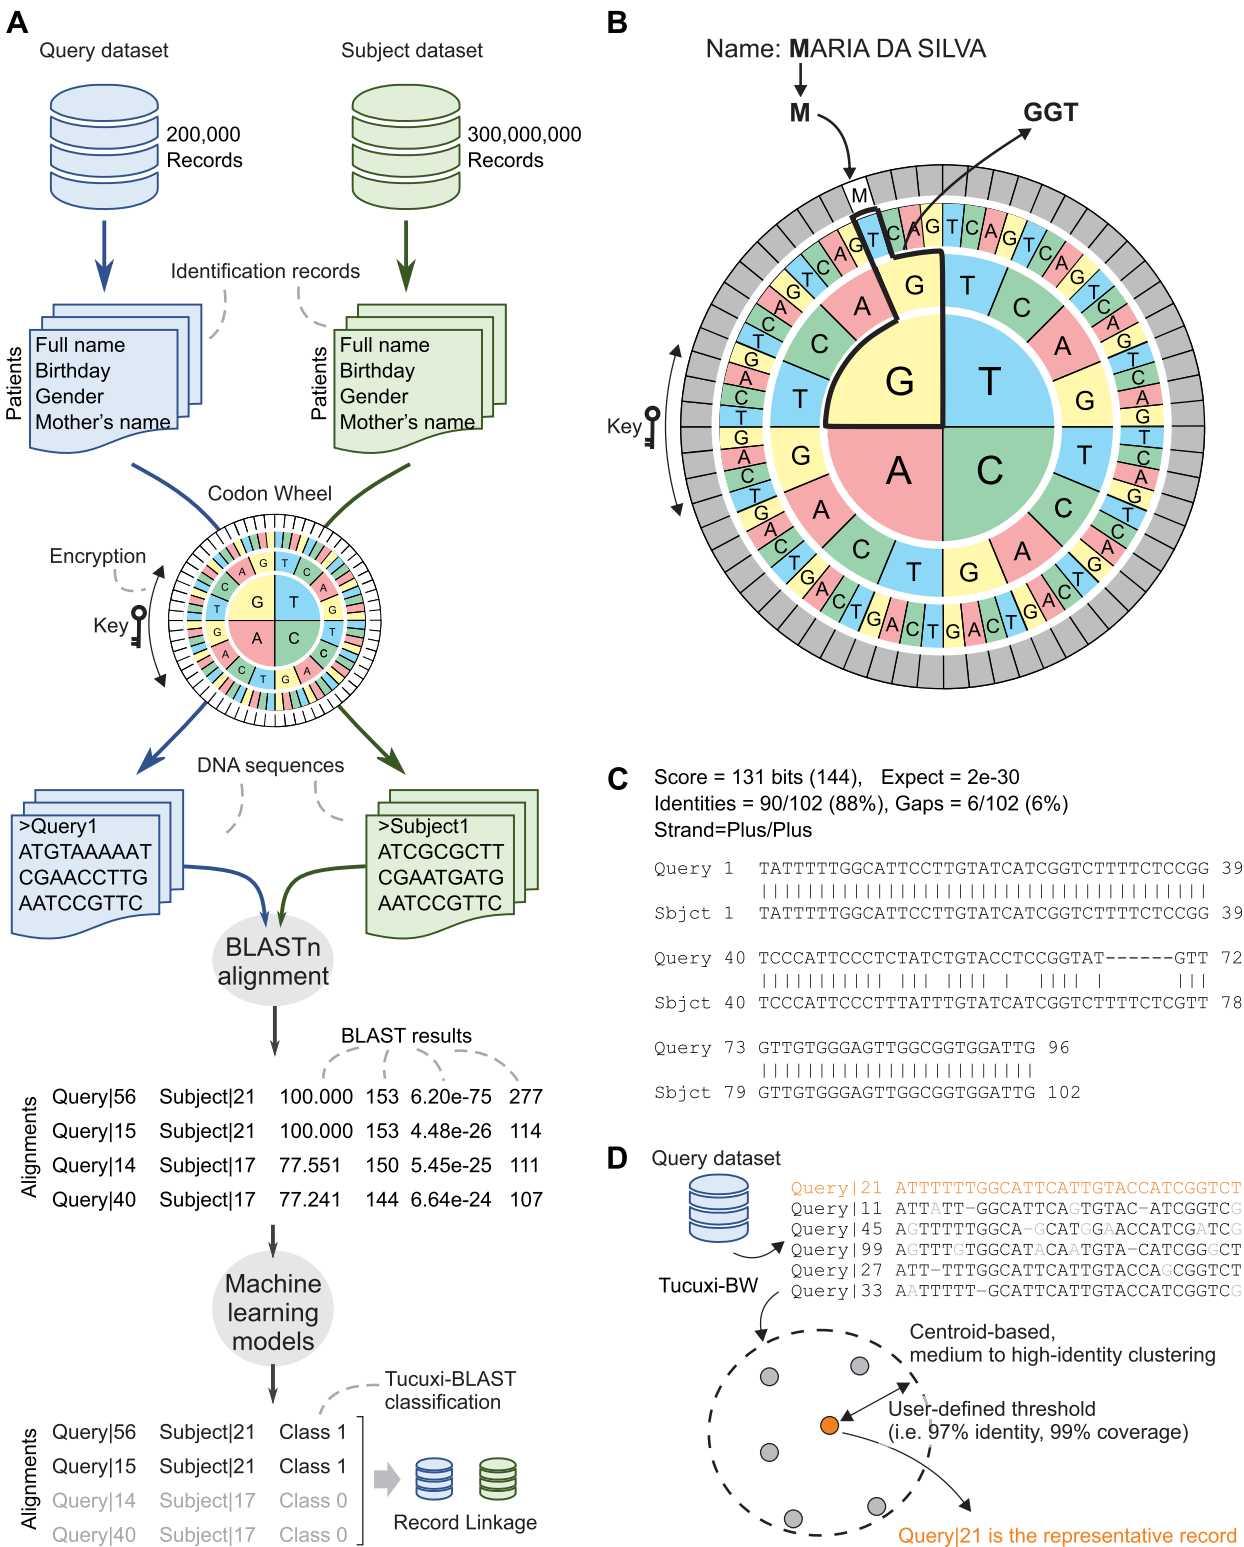 A
Query dataset
Subject dataset
200,000
Records
300,000,000
Records
Identification records
Patients
Full name
Birthday
Gender
Mother's name
Patients
Full name
Birthday
Gender
Mother's name
Codon Wheel
Encryption
Key
G T
A C
DNA sequences
>Query1
ATGTAAAAAT
CGAACCTTG
AATCCGTTC
>Subject1
ATCGCGCTT
CGAATGATG
AATCCGTTC
BLASTn
alignment
BLAST results
Alignments
Query|56 Subject|21 100.000 153 6.20e-75 277
Query|15 Subject|21 100.000 153 4.48e-26 114
Query|14 Subject|17 77.551 150 5.45e-25 111
Query|40 Subject|17 77.241 144 6.64e-24 107
Machine
learning
models
Tucuxi-BLAST
classification
Alignments
Query|56 Subject|21 Class 1
Query|15 Subject|21 Class 1
Query|14 Subject|17 Class 0
Query|40 Subject|17 Class 0
Record Linkage
B
Name: MARIA DA SILVA
M
GGT
M
Key
G T
A C
C
Score = 131 bits (144), Expect = 2e-30
Identities = 90/102 (88%), Gaps = 6/102 (6%)
Strand=Plus/Plus
Query 1 TATTTTTGGCATTCCTTGTATCATCGGTCTTTTCTCCGG 39
Sbjct 1 TATTTTTGGCATTCCTTGTATCATCGGTCTTTTCTCCGG 39
Query 40 TCCCATTCCCTCTATCTGTACCTCCGGTAT------GTT 72
Sbjct 40 TCCCATTCCCTTTATTTGTATCATCGGTCTTTTCTCGTT 78
Query 73 GTTGTGGGAGTTGGCGGTGGATTG 96
Sbjct 79 GTTGTGGGAGTTGGCGGTGGATTG 102
D
Query dataset
Query|21 ATTTTTTGGCATTCATTGTACCATCGGTCT
Query|11 ATTATT-GGCATTCAGTGTAC-ATCGGTCG
Query|45 AGTTTTTGGCA-GCATGGAACCATCGATCG
Query|99 AGTTTGTGGCATACAATGTA-CATCGGGCT
Query|27 ATT-TTTGGCATTCATTGTACCAGCGGTCT
Query|33 AATTTTT-GCATTCATTGTACCATCGGTCG
Tucuxi-BW
Centroid-based,
medium to high-identity clustering
User-defined threshold
(i.e. 97% identity, 99% coverage)
Query|21 is the representative record